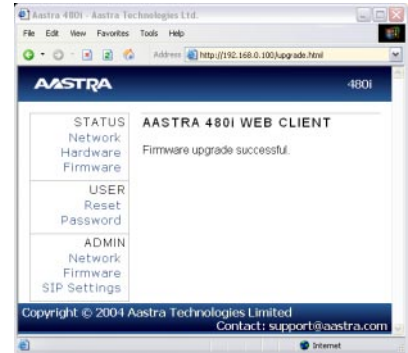 Aastra 480I - Aastra Technologies Ltd.
File Edit View Favorites Tools Help
Address http://192.168.0.100/upgrade.html
AASTRA 480i
STATUS
Network
Hardware
Firmware
USER
Reset
Password
ADMIN
Network
Firmware
SIP Settings
AASTRA 480i WEB CLIENT
Firmware upgrade successful.
Copyright © 2004 Aastra Technologies Limited
Contact: support@aastra.com
Internet